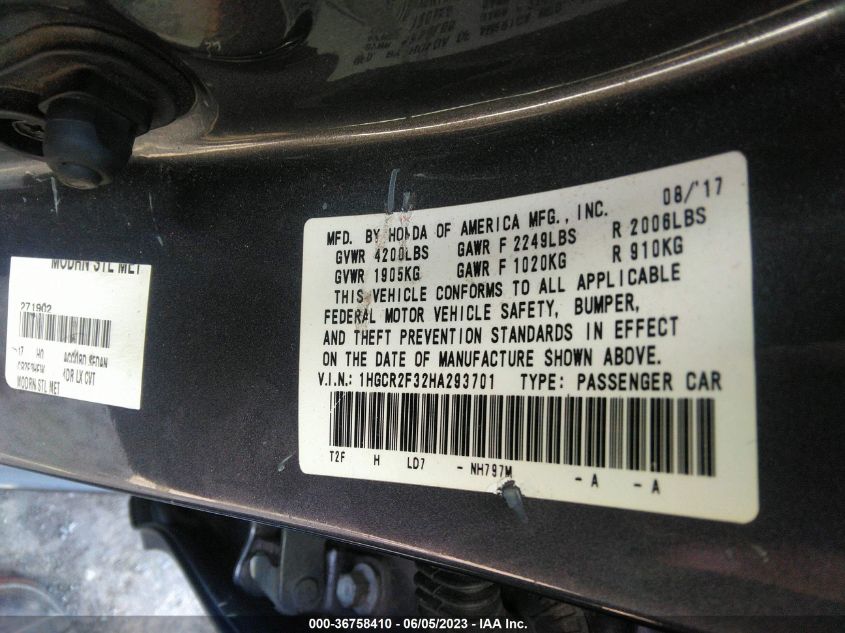 MODRN STL MET
271902
17 HO ACCORD SEDAN
4DR LX CVT
MODRN STL MET
08/'17
MFD. BY HONDA OF AMERICA MFG., INC.
GVWR 4200LBS GAWR F 2249LBS R 2006LBS
GVWR 1905KG GAWR F 1020KG R 910KG
THIS VEHICLE CONFORMS TO ALL APPLICABLE
FEDERAL MOTOR VEHICLE SAFETY, BUMPER,
AND THEFT PREVENTION STANDARDS IN EFFECT
ON THE DATE OF MANUFACTURE SHOWN ABOVE.
V.I.N.: 1HGCR2F32HA293701 TYPE: PASSENGER CAR
T2F H LD7 - NH797M - A - A
000-36758410 - 06/05/2023 - IAA Inc.